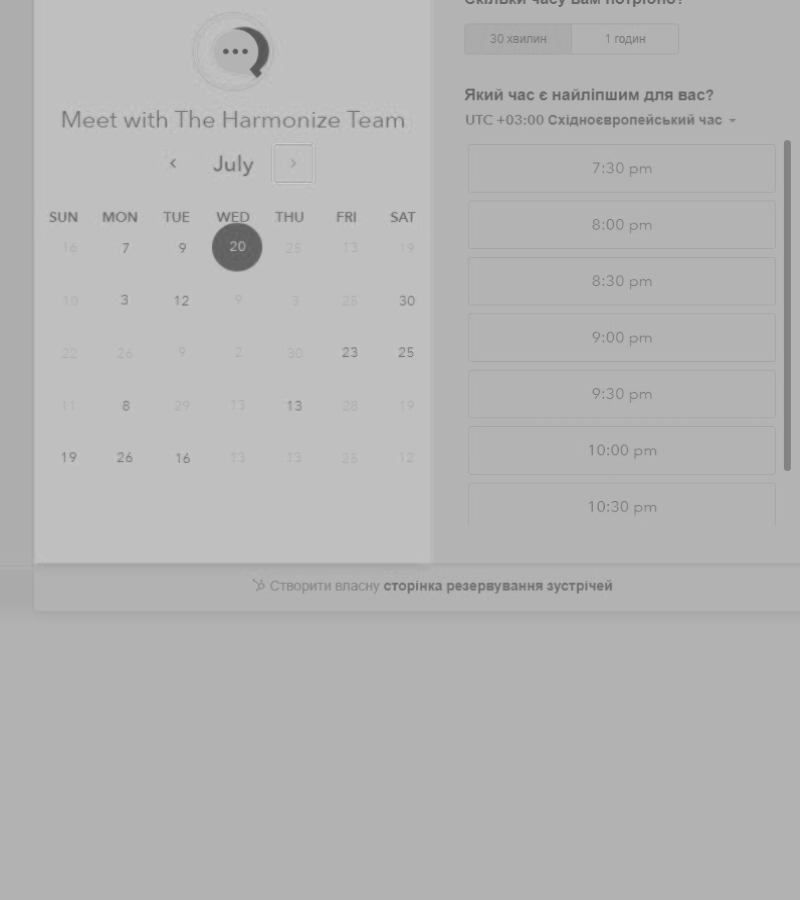 Скільки часу вам потрібно?
30 хвилин 1 годин
Meet with The Harmonize Team
July
SUN MON TUE WED THU FRI SAT
16 7 9 20 25 13 19
10 3 12 9 3 25 30
22 26 9 2 30 23 25
11 8 29 13 13 28 19
19 26 16 13 13 25 12
Який час є найліпшим для вас?
UTC +03:00 Східноєвропейський час
7:30 pm
8:00 pm
8:30 pm
9:00 pm
9:30 pm
10:00 pm
10:30 pm
Створити власну сторінка резервування зустрічей